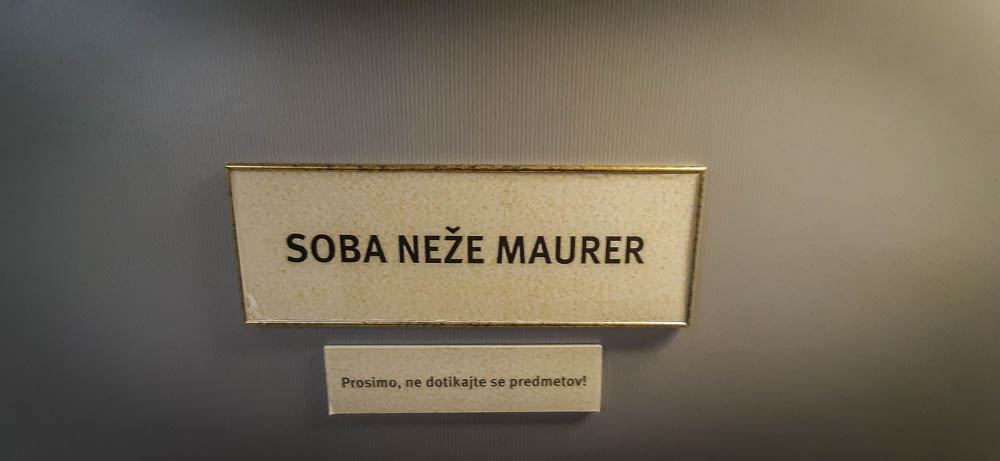 SOBA NEŽE MAURER
Prosimo, ne dotikajte se predmetov!